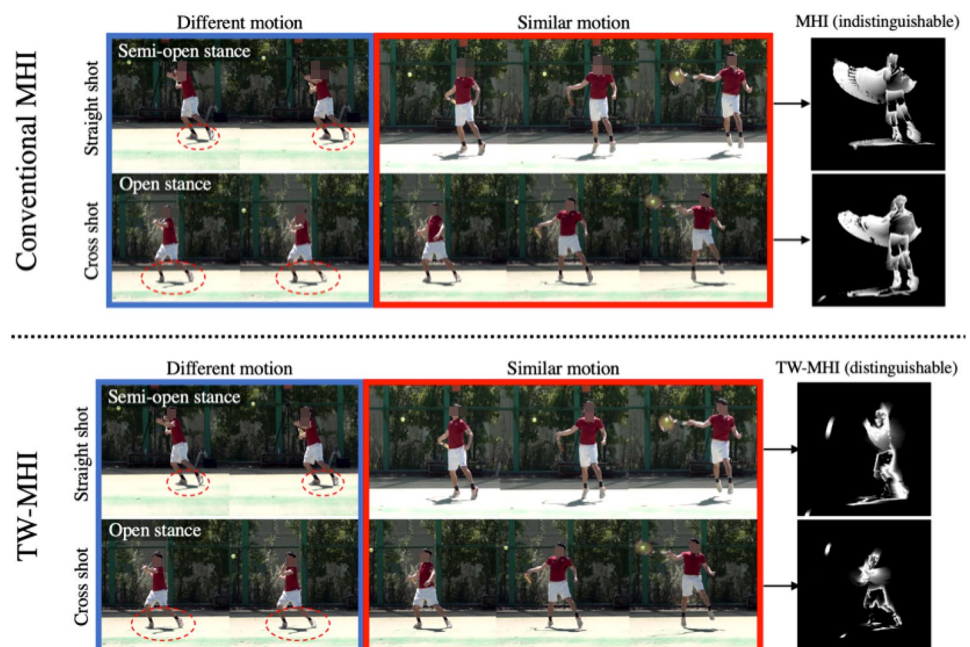 Different motion
Similar motion
MHI (indistinguishable)
Conventional MHI
Straight shot
Semi-open stance
Cross shot
Open stance
Different motion
Similar motion
TW-MHI (distinguishable)
TW-MHI
Straight shot
Semi-open stance
Cross shot
Open stance